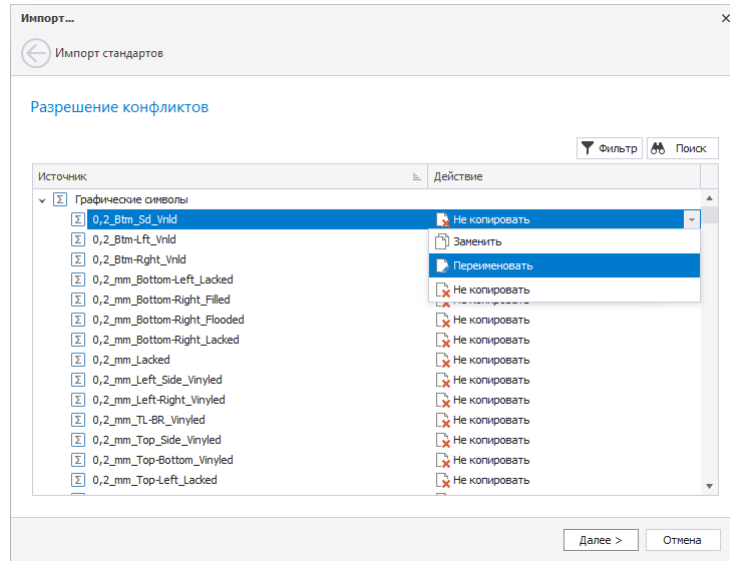 Импорт...
Импорт стандартов
Разрешение конфликтов
Фильтр Поиск
Источник Действие
Графические символы
0,2_Btm_Sd_Vnld Не копировать
0,2_Btm-Lft_Vnld Заменить
0,2_Btm-Rght_Vnld Переименовать
0,2_mm_Bottom-Left_Lacked Не копировать
0,2_mm_Bottom-Right_Filled
0,2_mm_Bottom-Right_Flooded Не копировать
0,2_mm_Bottom-Right_Lacked Не копировать
0,2_mm_Lacked Не копировать
0,2_mm_Left_Side_Vinyled Не копировать
0,2_mm_Left-Right_Vinyled Не копировать
0,2_mm_TL-BR_Vinyled Не копировать
0,2_mm_Top_Side_Vinyled Не копировать
0,2_mm_Top-Bottom_Vinyled Не копировать
0,2_mm_Top-Left_Lacked Не копировать
Далее > Отмена